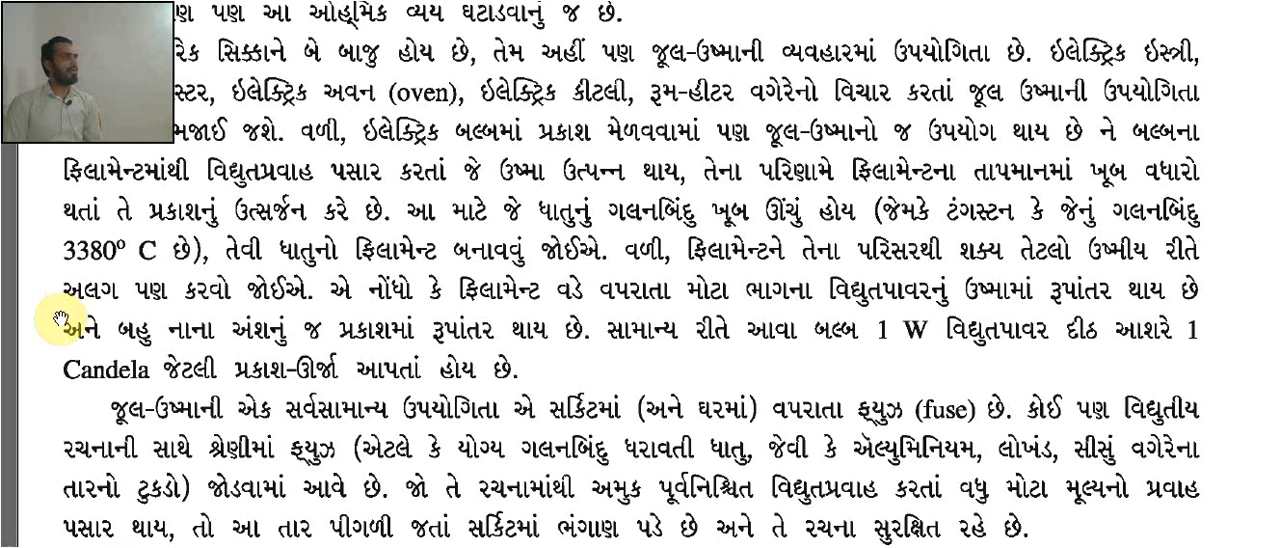 પણ આ ઓહ્‌મિક વ્યય ઘટાડવાનું જ છે.
સિક્કાને બે બાજુ હોય છે, તેમ અહીં પણ જૂલ-ઉષ્માની વ્યવહારમાં ઉપયોગિતા છે. ઇલેક્ટ્રિક ઇસ્ત્રી,
ઇલેક્ટ્રિક અવન (oven), ઇલેક્ટ્રિક કીટલી, રૂમ-હીટર વગેરેનો વિચાર કરતાં જૂલ ઉષ્માની ઉપયોગિતા
જશે. વળી, ઇલેક્ટ્રિક બલ્બમાં પ્રકાશ મેળવવામાં પણ જૂલ-ઉષ્માનો જ ઉપયોગ થાય છે ને બલ્બના
ફિલામેન્ટમાંથી વિદ્યુતપ્રવાહ પસાર કરતાં જે ઉષ્મા ઉત્પન્ન થાય, તેના પરિણામે ફિલામેન્ટના તાપમાનમાં ખૂબ વધારો
થતાં તે પ્રકાશનું ઉત્સર્જન કરે છે. આ માટે જે ધાતુનું ગલનબિંદુ ખૂબ ઊંચું હોય (જેમકે ટંગસ્ટન કે જેનું ગલનબિંદુ
3380° C છે), તેવી ધાતુનો ફિલામેન્ટ બનાવવું જોઈએ. વળી, ફિલામેન્ટને તેના પરિસરથી શક્ય તેટલો ઉષ્મીય રીતે
અલગ પણ કરવો જોઈએ. એ નોંધો કે ફિલામેન્ટ વડે વપરાતા મોટા ભાગના વિદ્યુતપાવરનું ઉષ્મામાં રૂપાંતર થાય છે
અને બહુ નાના અંશનું જ પ્રકાશમાં રૂપાંતર થાય છે. સામાન્ય રીતે આવા બલ્બ 1 W વિદ્યુતપાવર દીઠ આશરે 1
Candela જેટલી પ્રકાશ-ઊર્જા આપતાં હોય છે.
જૂલ-ઉષ્માની એક સર્વસામાન્ય ઉપયોગિતા એ સર્કિટમાં (અને ઘરમાં) વપરાતા ફ્યુઝ (fuse) છે. કોઈ પણ વિદ્યુતીય
રચનાની સાથે શ્રેણીમાં ફ્યુઝ (એટલે કે યોગ્ય ગલનબિંદુ ધરાવતી ધાતુ, જેવી કે ઍલ્યુમિનિયમ, લોખંડ, સીસું વગેરેના
તારનો ટુકડો) જોડવામાં આવે છે. જો તે રચનામાંથી અમુક પૂર્વનિશ્ચિત વિદ્યુતપ્રવાહ કરતાં વધુ મોટા મૂલ્યનો પ્રવાહ
પસાર થાય, તો આ તાર પીગળી જતાં સર્કિટમાં ભંગાણ પડે છે અને તે રચના સુરક્ષિત રહે છે.